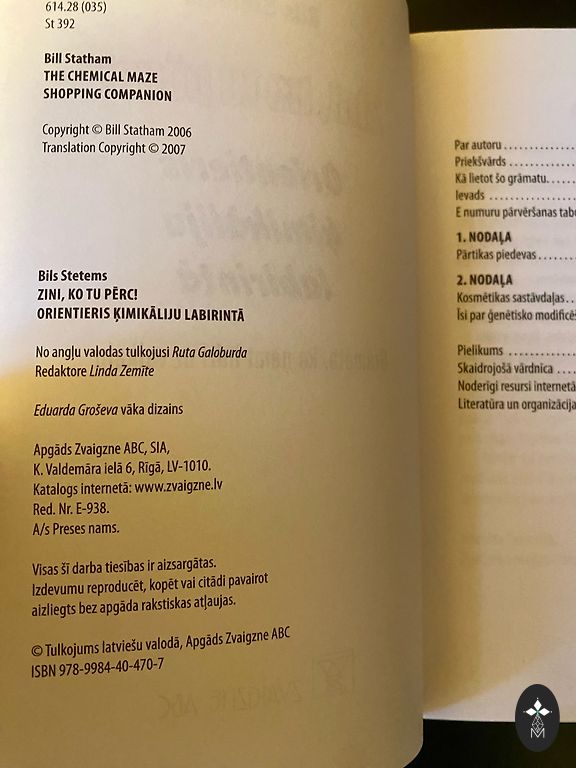 614.28 (035)
St 392
Bill Statham
THE CHEMICAL MAZE
SHOPPING COMPANION
Copyright © Bill Statham 2006
Translation Copyright © 2007
Bils Stetems
ZINI, KO TU PĒRC!
ORIENTIERIS ĶIMIKĀLIJU LABIRINTĀ
No angļu valodas tulkojusi Ruta Galoburda
Redaktore Linda Zemīte
Eduarda Groševa vāka dizains
Apgāds Zvaigzne ABC, SIA,
K. Valdemāra ielā 6, Rīgā, LV-1010.
Katalogs internetā: www.zvaigzne.lv
Red. Nr. E-938.
A/s Preses nams.
Visas šī darba tiesības ir aizsargātas.
Izdevumu reproducēt, kopēt vai citādi pavairot
aizliegts bez apgāda rakstiskas atļaujas.
© Tulkojums latviešu valodā, Apgāds Zvaigzne ABC
ISBN 978-9984-40-470-7
Par autoru
Priekšvārds
Kā lietot šo grāmatu
Ievads
E numuru pārvēršanas tabu
1. NODAĻA
Pārtikas piedevas
2. NODAĻA
Kosmētikas sastāvdaļas
Īsi par ģenētisko modificē
Pielikums
Skaidrojošā vārdnīca
Noderīgi resursi internetā
Literatūra un organizācija